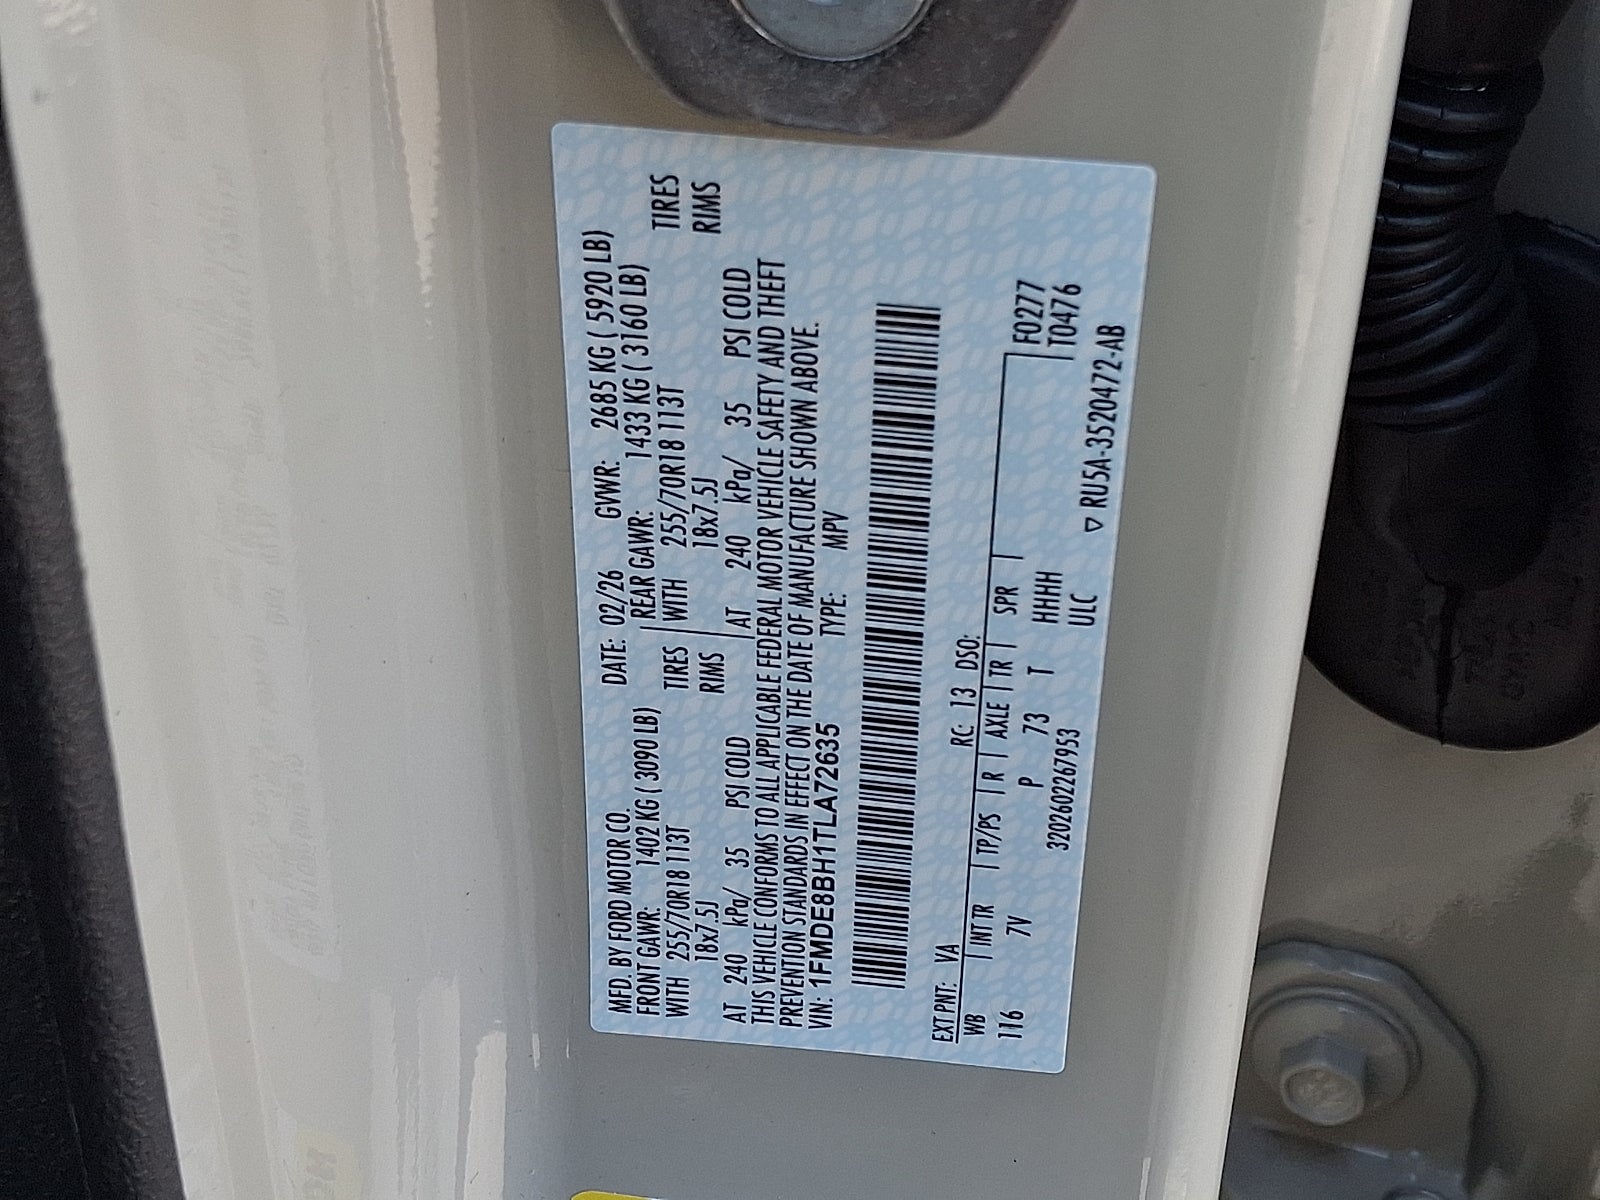 MFD. BY FORD MOTOR CO. DATE: 02/26 GVWR: 2685 KG ( 5920 LB)
FRONT GAWR: 1402 KG ( 3090 LB) REAR GAWR: 1433 KG ( 3160 LB)
WITH 255/70R18 113T TIRES WITH 255/70R18 113T TIRES
18x7.5J RIMS 18x7.5J RIMS
AT 240 kPa/ 35 PSI COLD AT 240 kPa/ 35 PSI COLD
THIS VEHICLE CONFORMS TO ALL APPLICABLE FEDERAL MOTOR VEHICLE SAFETY AND THEFT
PREVENTION STANDARDS IN EFFECT ON THE DATE OF MANUFACTURE SHOWN ABOVE.
VIN: 1FMDE8BH1TLA72635 TYPE: MPV
EXT PNT: VA RC: 13 DSO:
WB INT TR TP/PS R AXLE TR SPR F0277
116 7V P 73 T HHHH T0476
320260226​7953 ULC
▽ RU5A-3520472-AB